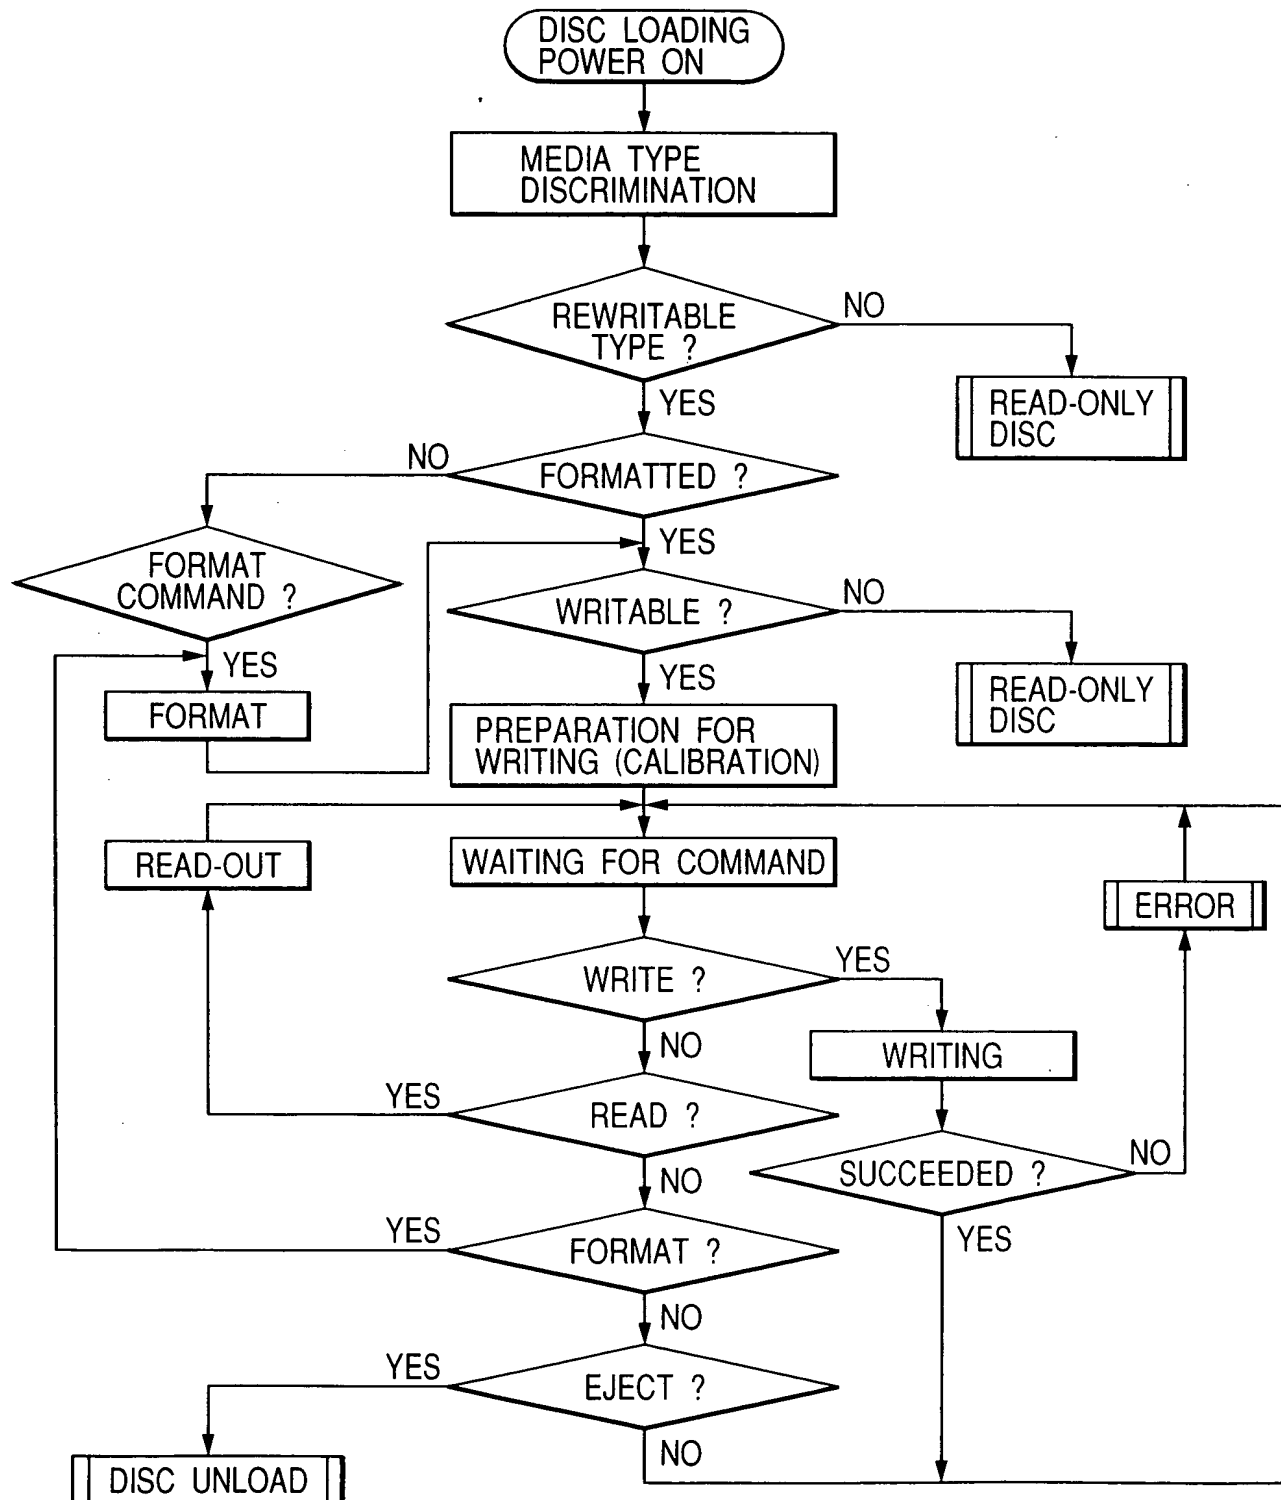 DISC LOADING
POWER ON
MEDIA TYPE
DISCRIMINATION
REWRITABLE
TYPE ?
NO
READ-ONLY
DISC
YES
FORMATTED ?
NO
YES
FORMAT
COMMAND ?
WRITABLE ?
NO
YES
FORMAT
YES
READ-ONLY
DISC
PREPARATION FOR
WRITING (CALIBRATION)
READ-OUT
WAITING FOR COMMAND
ERROR
WRITE ?
YES
NO
WRITING
YES
READ ?
NO
SUCCEEDED ?
NO
YES
YES
FORMAT ?
NO
YES
EJECT ?
NO
DISC UNLOAD